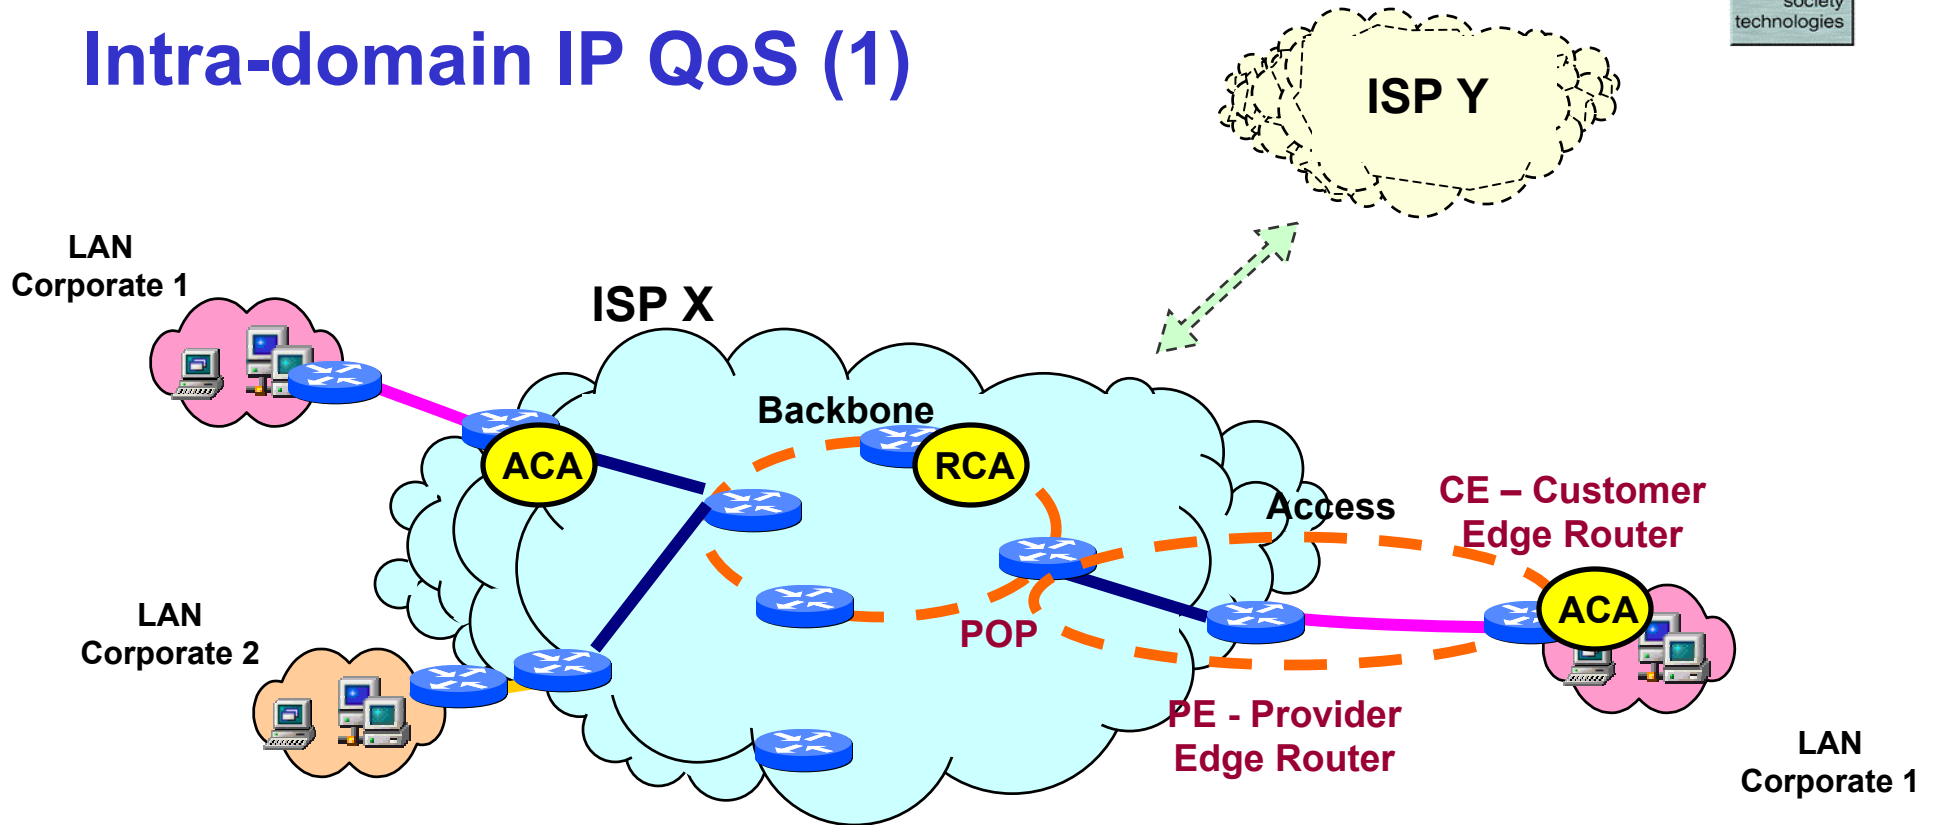 society
technologies
Intra-domain IP QoS (1)
ISP Y
LAN
Corporate 1
ISP X
Backbone
ACA
RCA
Access
CE – Customer
Edge Router
ACA
LAN
Corporate 2
POP
PE - Provider
Edge Router
LAN
Corporate 1